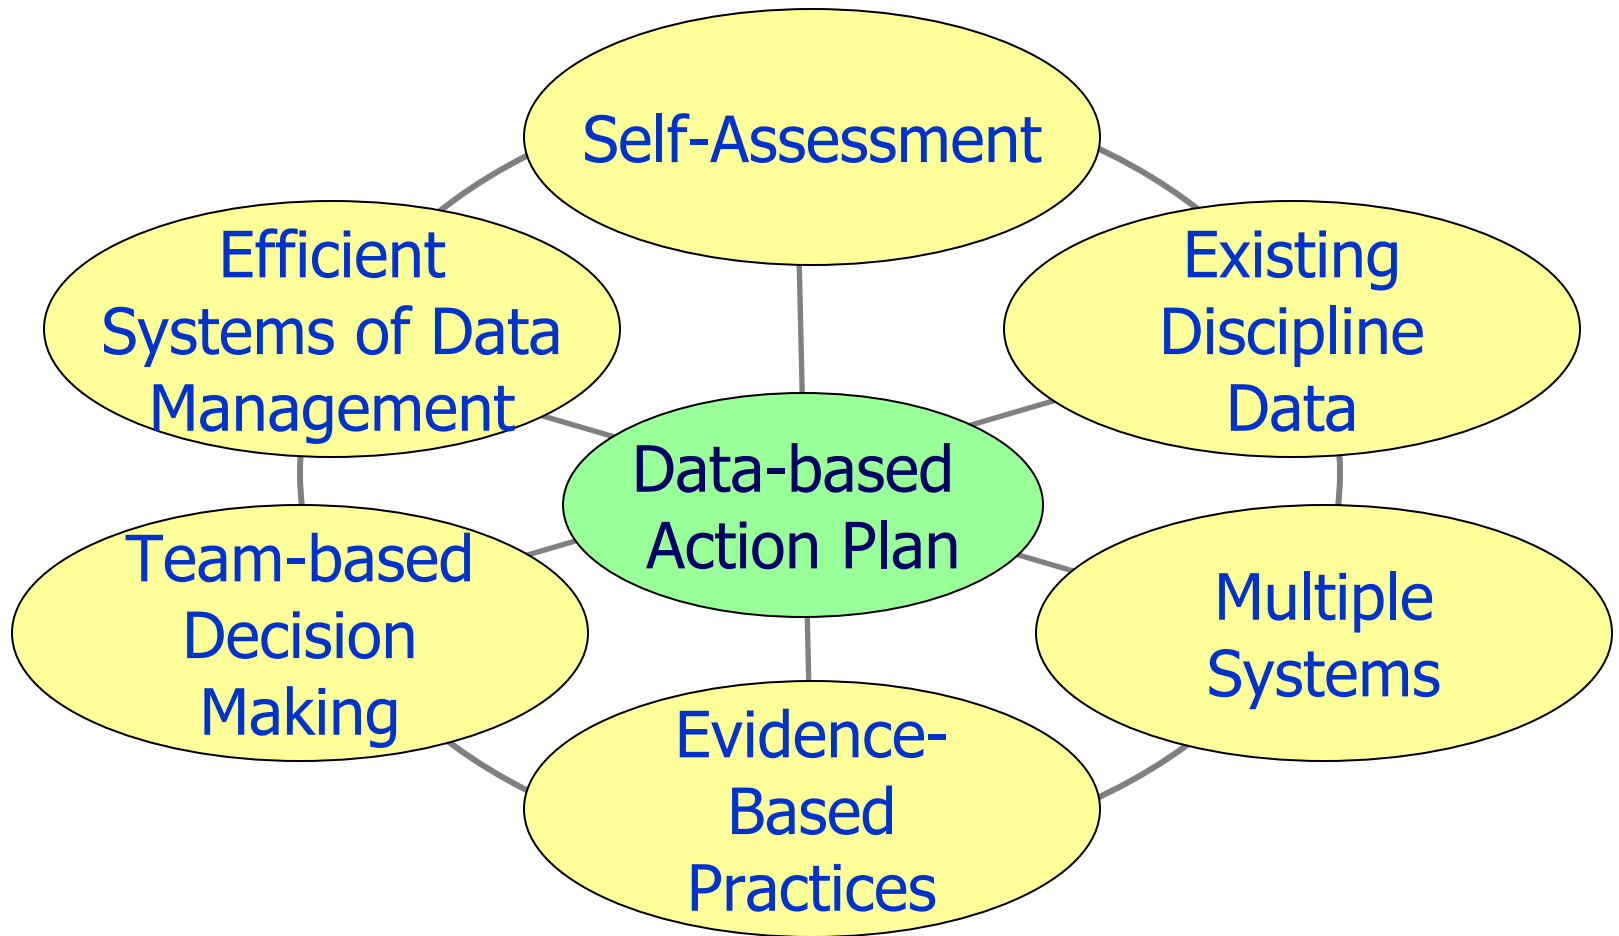 Self-Assessment
Efficient
Systems of Data
Management
Existing
Discipline
Data
Data-based
Action Plan
Team-based
Decision
Making
Multiple
Systems
Evidence-
Based
Practices